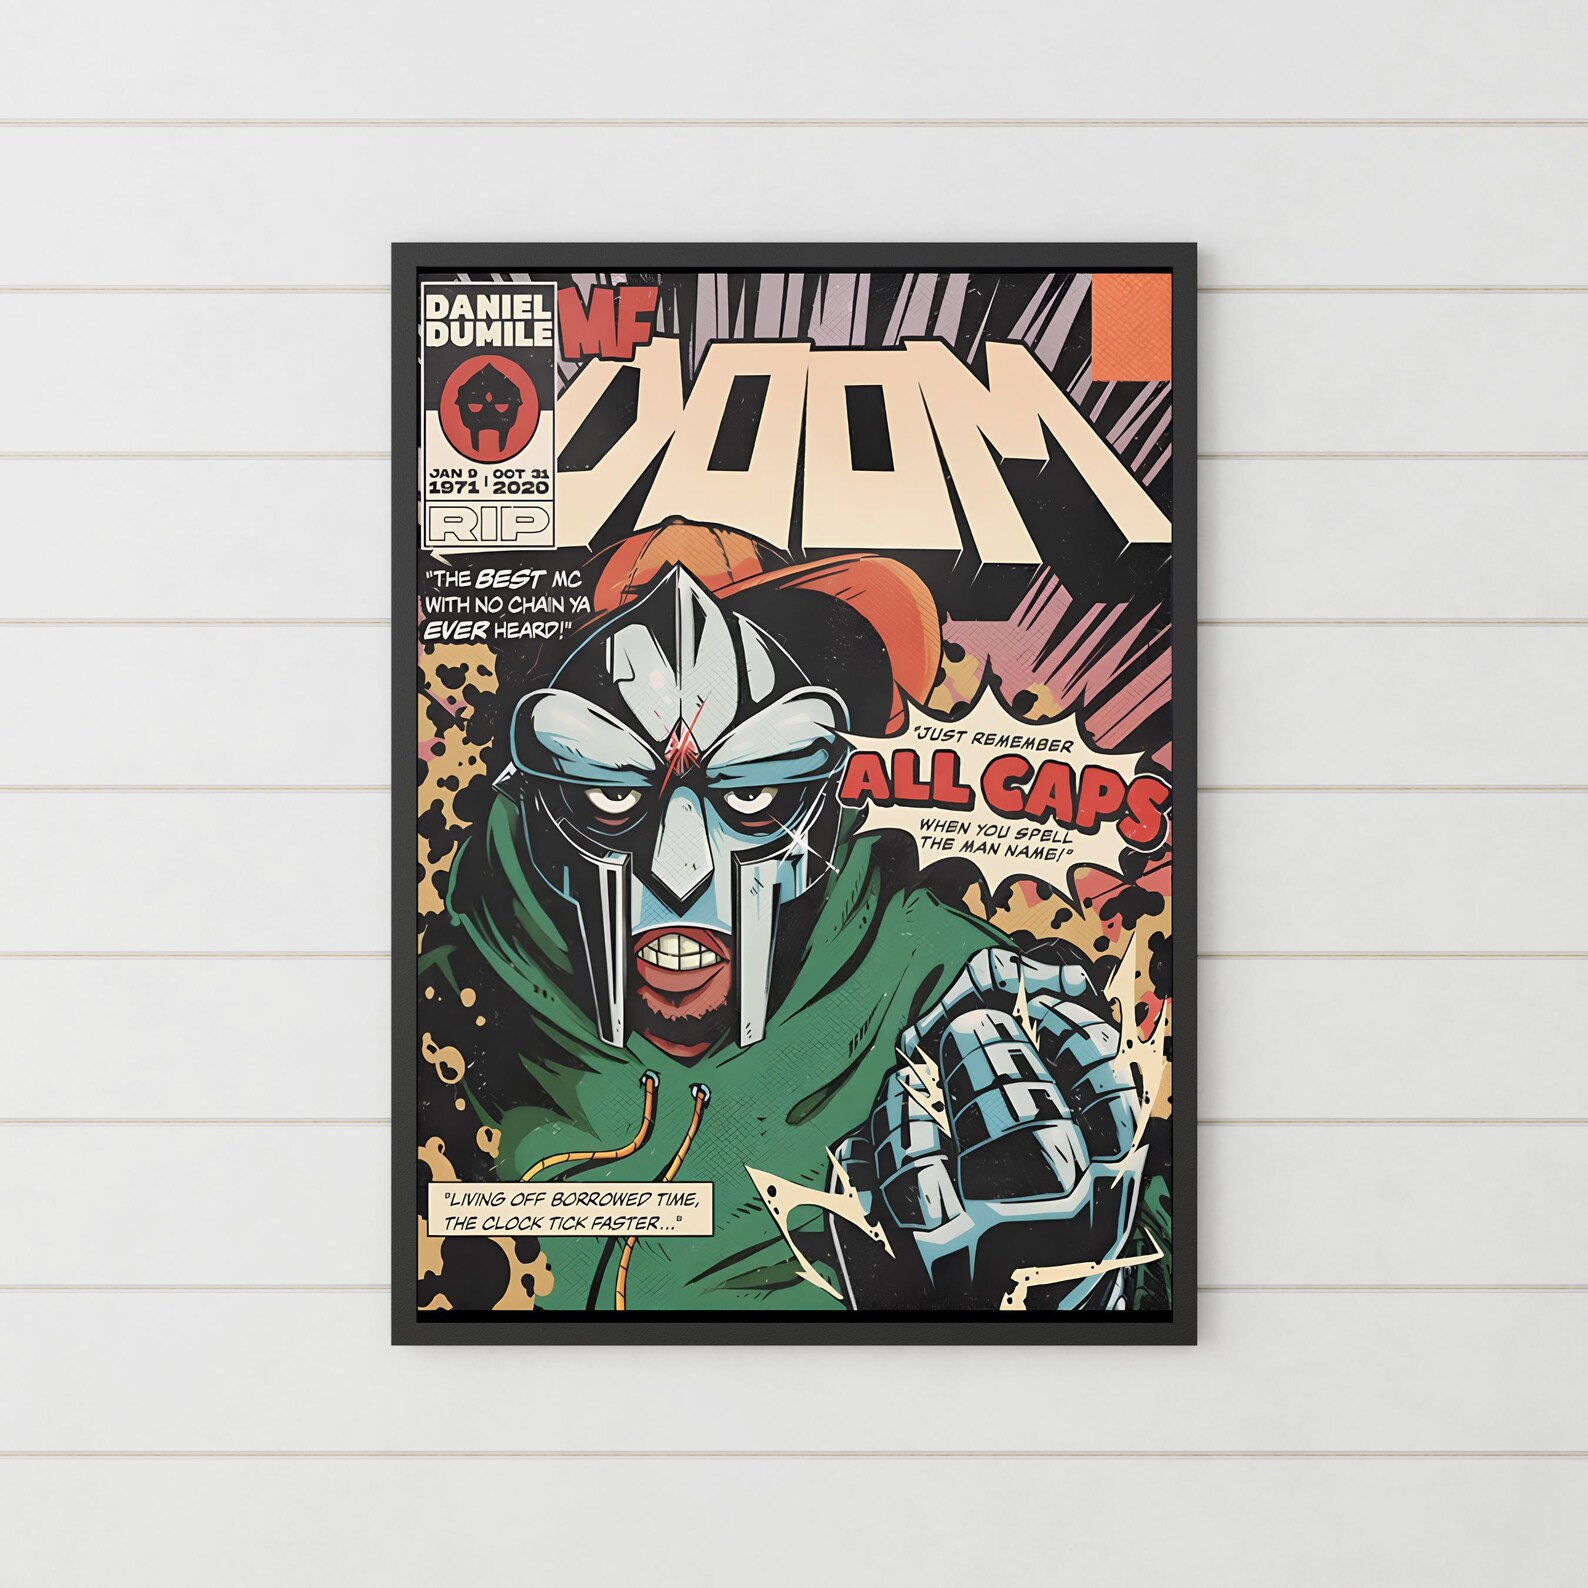 DANIEL
DUMILE
JAN 9 | OCT 31
1971 | 2020
RIP
MF
DOOM
"THE BEST MC
WITH NO CHAIN YA
EVER HEARD!"
"JUST REMEMBER
ALL CAPS
WHEN YOU SPELL
THE MAN NAME!"
"LIVING OFF BORROWED TIME,
THE CLOCK TICK FASTER..."